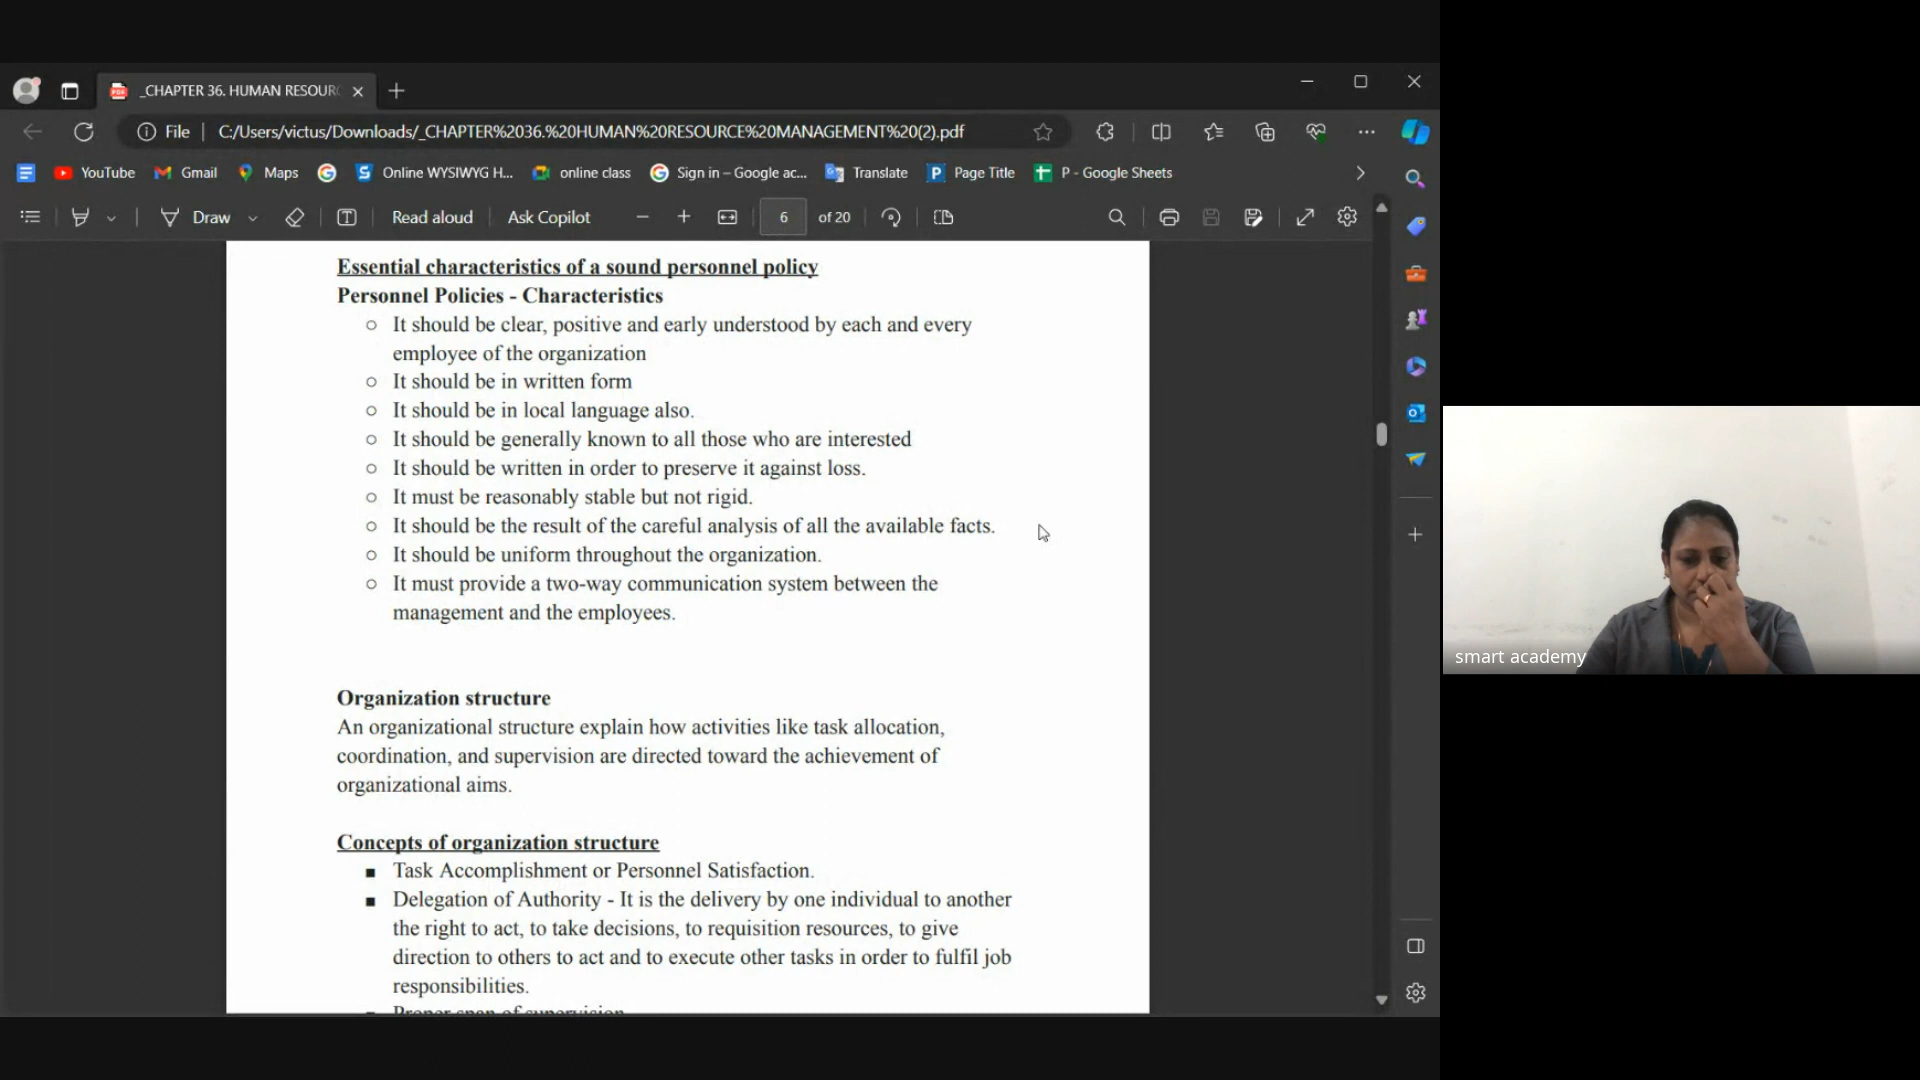 _CHAPTER 36. HUMAN RESOUR
File
C:/Users/victus/Downloads/_CHAPTER%2036.%20HUMAN%20RESOURCE%20MANAGEMENT%20(2).pdf
YouTube
Gmail
Maps
Online WYSIWYG H...
online class
Sign in – Google ac...
Translate
Page Title
P - Google Sheets
Draw
Read aloud
Ask Copilot
6
of 20
Essential characteristics of a sound personnel policy
Personnel Policies - Characteristics
It should be clear, positive and early understood by each and every
employee of the organization
It should be in written form
It should be in local language also.
It should be generally known to all those who are interested
It should be written in order to preserve it against loss.
It must be reasonably stable but not rigid.
It should be the result of the careful analysis of all the available facts.
It should be uniform throughout the organization.
It must provide a two-way communication system between the
management and the employees.
Organization structure
An organizational structure explain how activities like task allocation,
coordination, and supervision are directed toward the achievement of
organizational aims.
Concepts of organization structure
Task Accomplishment or Personnel Satisfaction.
Delegation of Authority - It is the delivery by one individual to another
the right to act, to take decisions, to requisition resources, to give
direction to others to act and to execute other tasks in order to fulfil job
responsibilities.
Proper span of supervision
smart academy